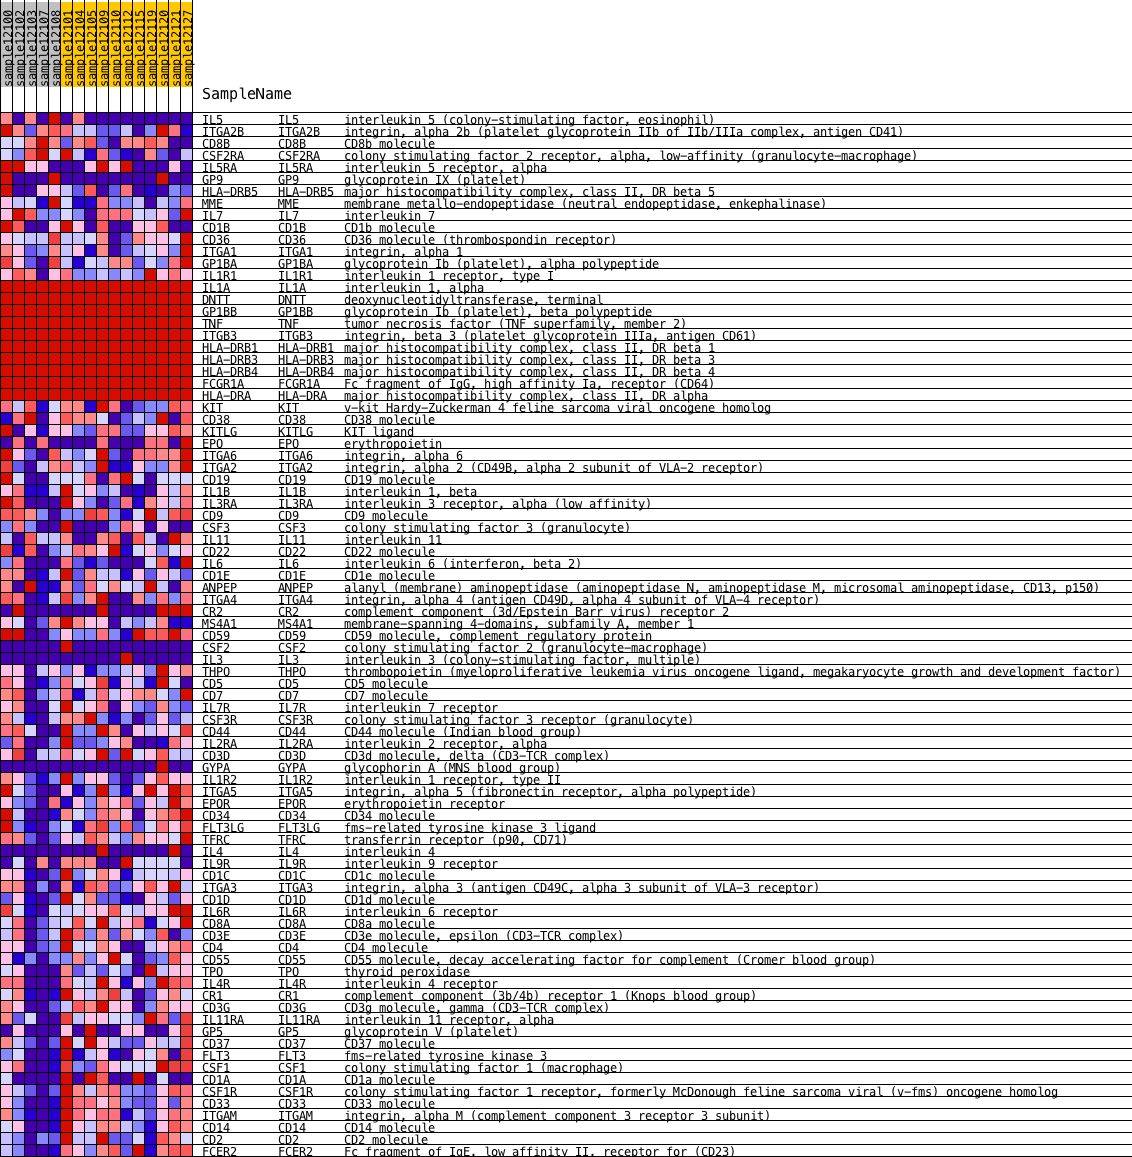 sample12100 sample12102 sample12103 sample12107 sample12108 sample12101 sample12104 sample12105 sample12109 sample12110 sample12112 sample12115 sample12119 sample12120 sample12121 sample12127
SampleName
IL5 IL5 interleukin 5 (colony-stimulating factor, eosinophil)
ITGA2B ITGA2B integrin, alpha 2b (platelet glycoprotein IIb of IIb/IIIa complex, antigen CD41)
CD8B CD8B CD8b molecule
CSF2RA CSF2RA colony stimulating factor 2 receptor, alpha, low-affinity (granulocyte-macrophage)
IL5RA IL5RA interleukin 5 receptor, alpha
GP9 GP9 glycoprotein IX (platelet)
HLA-DRB5 HLA-DRB5 major histocompatibility complex, class II, DR beta 5
MME MME membrane metallo-endopeptidase (neutral endopeptidase, enkephalinase)
IL7 IL7 interleukin 7
CD1B CD1B CD1b molecule
CD36 CD36 CD36 molecule (thrombospondin receptor)
ITGA1 ITGA1 integrin, alpha 1
GP1BA GP1BA glycoprotein Ib (platelet), alpha polypeptide
IL1R1 IL1R1 interleukin 1 receptor, type I
IL1A IL1A interleukin 1, alpha
DNTT DNTT deoxynucleotidyltransferase, terminal
GP1BB GP1BB glycoprotein Ib (platelet), beta polypeptide
TNF TNF tumor necrosis factor (TNF superfamily, member 2)
ITGB3 ITGB3 integrin, beta 3 (platelet glycoprotein IIIa, antigen CD61)
HLA-DRB1 HLA-DRB1 major histocompatibility complex, class II, DR beta 1
HLA-DRB3 HLA-DRB3 major histocompatibility complex, class II, DR beta 3
HLA-DRB4 HLA-DRB4 major histocompatibility complex, class II, DR beta 4
FCGR1A FCGR1A Fc fragment of IgG, high affinity Ia, receptor (CD64)
HLA-DRA HLA-DRA major histocompatibility complex, class II, DR alpha
KIT KIT v-kit Hardy-Zuckerman 4 feline sarcoma viral oncogene homolog
CD38 CD38 CD38 molecule
KITLG KITLG KIT ligand
EPO EPO erythropoietin
ITGA6 ITGA6 integrin, alpha 6
ITGA2 ITGA2 integrin, alpha 2 (CD49B, alpha 2 subunit of VLA-2 receptor)
CD19 CD19 CD19 molecule
IL1B IL1B interleukin 1, beta
IL3RA IL3RA interleukin 3 receptor, alpha (low affinity)
CD9 CD9 CD9 molecule
CSF3 CSF3 colony stimulating factor 3 (granulocyte)
IL11 IL11 interleukin 11
CD22 CD22 CD22 molecule
IL6 IL6 interleukin 6 (interferon, beta 2)
CD1E CD1E CD1e molecule
ANPEP ANPEP alanyl (membrane) aminopeptidase (aminopeptidase N, aminopeptidase M, microsomal aminopeptidase, CD13, p150)
ITGA4 ITGA4 integrin, alpha 4 (antigen CD49D, alpha 4 subunit of VLA-4 receptor)
CR2 CR2 complement component (3d/Epstein Barr virus) receptor 2
MS4A1 MS4A1 membrane-spanning 4-domains, subfamily A, member 1
CD59 CD59 CD59 molecule, complement regulatory protein
CSF2 CSF2 colony stimulating factor 2 (granulocyte-macrophage)
IL3 IL3 interleukin 3 (colony-stimulating factor, multiple)
THPO THPO thrombopoietin (myeloproliferative leukemia virus oncogene ligand, megakaryocyte growth and development factor)
CD5 CD5 CD5 molecule
CD7 CD7 CD7 molecule
IL7R IL7R interleukin 7 receptor
CSF3R CSF3R colony stimulating factor 3 receptor (granulocyte)
CD44 CD44 CD44 molecule (Indian blood group)
IL2RA IL2RA interleukin 2 receptor, alpha
CD3D CD3D CD3d molecule, delta (CD3-TCR complex)
GYPA GYPA glycophorin A (MNS blood group)
IL1R2 IL1R2 interleukin 1 receptor, type II
ITGA5 ITGA5 integrin, alpha 5 (fibronectin receptor, alpha polypeptide)
EPOR EPOR erythropoietin receptor
CD34 CD34 CD34 molecule
FLT3LG FLT3LG fms-related tyrosine kinase 3 ligand
TFRC TFRC transferrin receptor (p90, CD71)
IL4 IL4 interleukin 4
IL9R IL9R interleukin 9 receptor
CD1C CD1C CD1c molecule
ITGA3 ITGA3 integrin, alpha 3 (antigen CD49C, alpha 3 subunit of VLA-3 receptor)
CD1D CD1D CD1d molecule
IL6R IL6R interleukin 6 receptor
CD8A CD8A CD8a molecule
CD3E CD3E CD3e molecule, epsilon (CD3-TCR complex)
CD4 CD4 CD4 molecule
CD55 CD55 CD55 molecule, decay accelerating factor for complement (Cromer blood group)
TPO TPO thyroid peroxidase
IL4R IL4R interleukin 4 receptor
CR1 CR1 complement component (3b/4b) receptor 1 (Knops blood group)
CD3G CD3G CD3g molecule, gamma (CD3-TCR complex)
IL11RA IL11RA interleukin 11 receptor, alpha
GP5 GP5 glycoprotein V (platelet)
CD37 CD37 CD37 molecule
FLT3 FLT3 fms-related tyrosine kinase 3
CSF1 CSF1 colony stimulating factor 1 (macrophage)
CD1A CD1A CD1a molecule
CSF1R CSF1R colony stimulating factor 1 receptor, formerly McDonough feline sarcoma viral (v-fms) oncogene homolog
CD33 CD33 CD33 molecule
ITGAM ITGAM integrin, alpha M (complement component 3 receptor 3 subunit)
CD14 CD14 CD14 molecule
CD2 CD2 CD2 molecule
FCER2 FCER2 Fc fragment of IgE, low affinity II, receptor for (CD23)